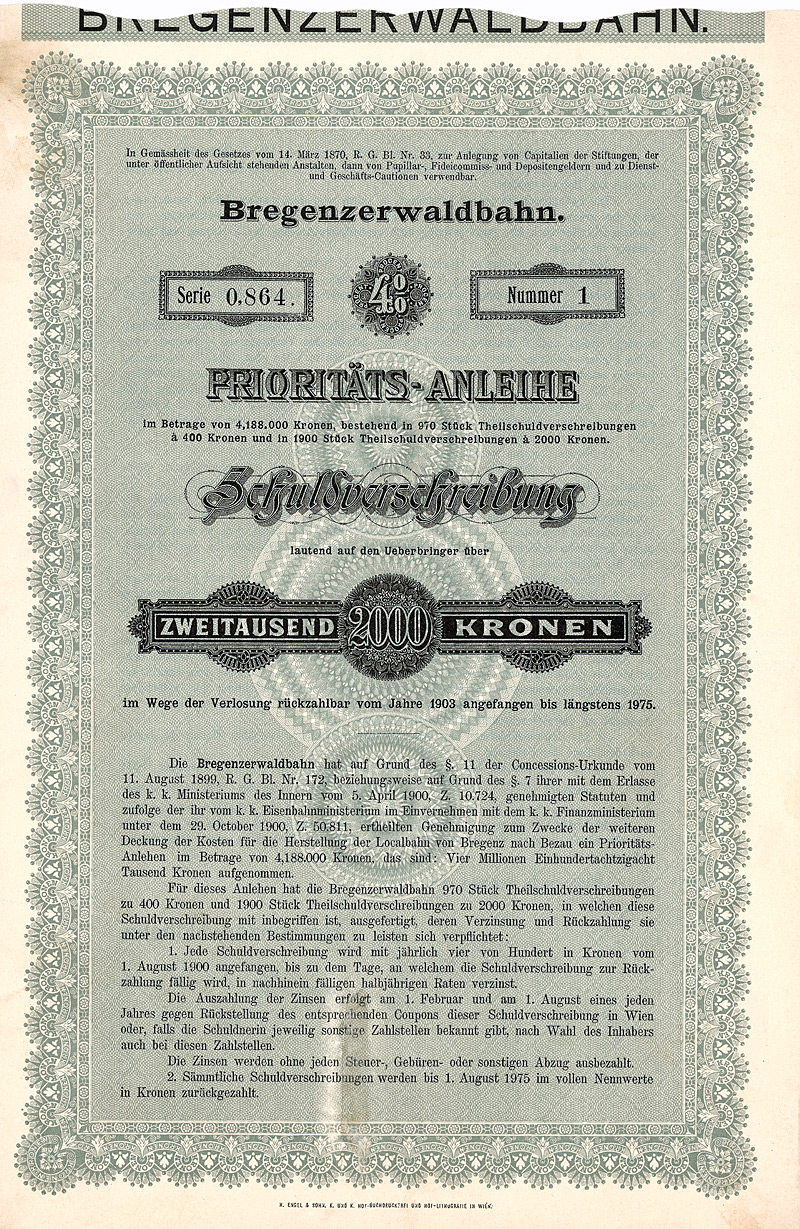 BREGENZERWALDBAHN.
In Gemässheit des Gesetzes vom 14. März 1870, R. G. Bl. Nr. 33, zur Anlegung von Capitalien der Stiftungen, der
unter öffentlicher Aufsicht stehenden Anstalten, dann von Pupillar-, Fideicommiss- und Depositengeldern und zu Dienst-
und Geschäfts-Cautionen verwendbar.
Bregenzerwaldbahn.
Serie 0.864.
4%
Nummer 1
PRIORITÄTS-ANLEIHE
im Betrage von 4,188.000 Kronen, bestehend in 970 Stück Theilschuldverschreibungen
à 400 Kronen und in 1900 Stück Theilschuldverschreibungen à 2000 Kronen.
Schuldverschreibung
lautend auf den Ueberbringer über
ZWEITAUSEND 2000 KRONEN
im Wege der Verlosung rückzahlbar vom Jahre 1903 angefangen bis längstens 1975.
Die Bregenzerwaldbahn hat auf Grund des §. 11 der Concessions-Urkunde vom
11. August 1899, R. G. Bl. Nr. 172, beziehungsweise auf Grund des §. 7 ihrer mit dem Erlasse
des k. k. Ministeriums des Innern vom 5. April 1900, Z. 10.724, genehmigten Statuten und
zufolge der ihr vom k. k. Eisenbahnministerium im Einvernehmen mit dem k. k. Finanzministerium
unter dem 29. October 1900, Z. 50.811, ertheilten Genehmigung zum Zwecke der weiteren
Deckung der Kosten für die Herstellung der Localbahn von Bregenz nach Bezau ein Prioritäts-
Anlehen im Betrage von 4,188.000 Kronen, das sind: Vier Millionen Einhundertachtzigacht
Tausend Kronen aufgenommen.
Für dieses Anlehen hat die Bregenzerwaldbahn 970 Stück Theilschuldverschreibungen
zu 400 Kronen und 1900 Stück Theilschuldverschreibungen zu 2000 Kronen, in welchen diese
Schuldverschreibung mit inbegriffen ist, ausgefertigt, deren Verzinsung und Rückzahlung sie
unter den nachstehenden Bestimmungen zu leisten sich verpflichtet:
1. Jede Schuldverschreibung wird mit jährlich vier von Hundert in Kronen vom
1. August 1900 angefangen, bis zu dem Tage, an welchem die Schuldverschreibung zur Rück-
zahlung fällig wird, in nachhinein fälligen halbjährigen Raten verzinst.
Die Auszahlung der Zinsen erfolgt am 1. Februar und am 1. August eines jeden
Jahres gegen Rückstellung des entsprechenden Coupons dieser Schuldverschreibung in Wien
oder, falls die Schuldnerin jeweilig sonstige Zahlstellen bekannt gibt, nach Wahl des Inhabers
auch bei diesen Zahlstellen.
Die Zinsen werden ohne jeden Steuer-, Gebüren- oder sonstigen Abzug ausbezahlt.
2. Sämmtliche Schuldverschreibungen werden bis 1. August 1975 im vollen Nennwerte
in Kronen zurückgezahlt.
ENGEL & SOHN, K. UND K. HOF-BUCHDRUCKEREI UND HOF-LITHOGRAFIE IN WIEN.